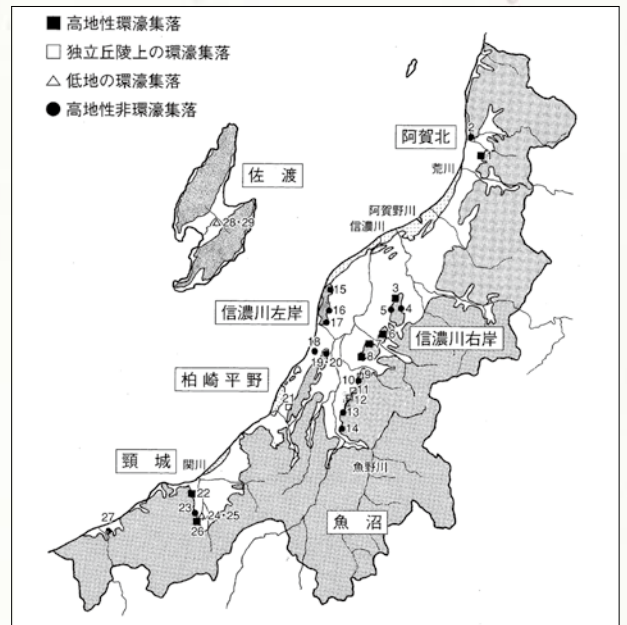 ■ 高地性環濠集落
□ 独立丘陵上の環濠集落
△ 低地の環濠集落
● 高地性非環濠集落
阿賀北
2
1
荒川
佐渡
28・29
阿賀野川
信濃川
15
3
信濃川左岸
16
5
4
17
6
信濃川右岸
18
7
19・20
8
柏崎平野
9
10
11
21
12
13
14
頸城
関川
魚野川
22
27
23
24・25
魚沼
26